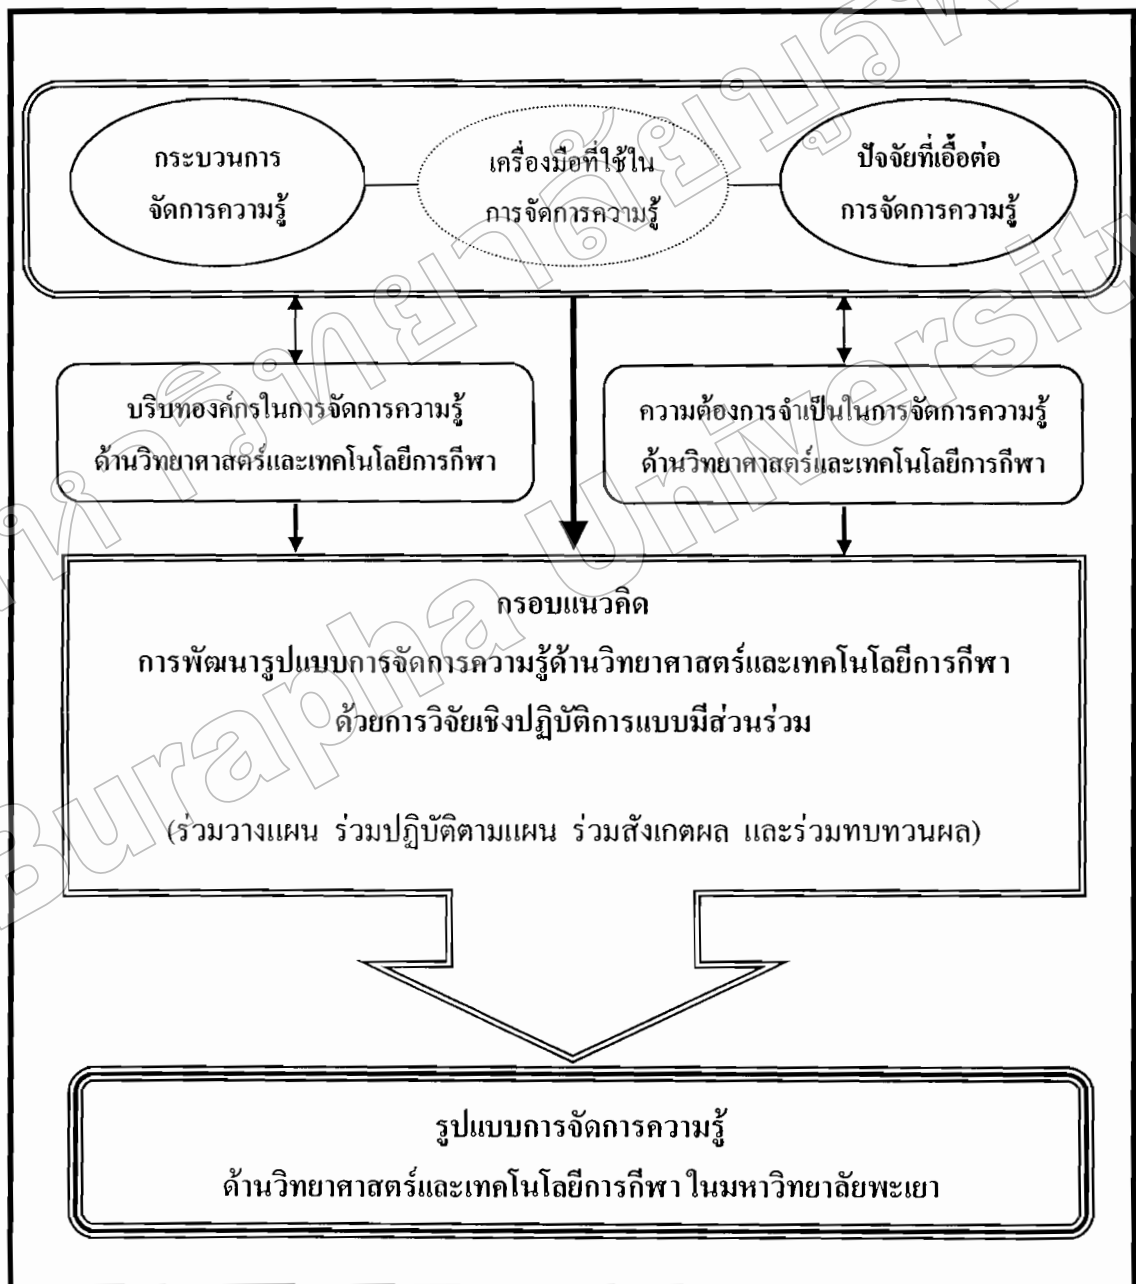 กระบวนการ
จัดการความรู้
เครื่องมือที่ใช้ใน
การจัดการความรู้
ปัจจัยที่เอื้อต่อ
การจัดการความรู้
บริบทองค์กรในการจัดการความรู้
ด้านวิทยาศาสตร์และเทคโนโลยีการกีฬา
ความต้องการจำเป็นในการจัดการความรู้
ด้านวิทยาศาสตร์และเทคโนโลยีการกีฬา
กรอบแนวคิด
การพัฒนารูปแบบการจัดการความรู้ด้านวิทยาศาสตร์และเทคโนโลยีการกีฬา
ด้วยการวิจัยเชิงปฏิบัติการแบบมีส่วนร่วม
(ร่วมวางแผน ร่วมปฏิบัติตามแผน ร่วมสังเกตผล และร่วมทบทวนผล)
รูปแบบการจัดการความรู้
ด้านวิทยาศาสตร์และเทคโนโลยีการกีฬา ในมหาวิทยาลัยพะเยา
Burapha University